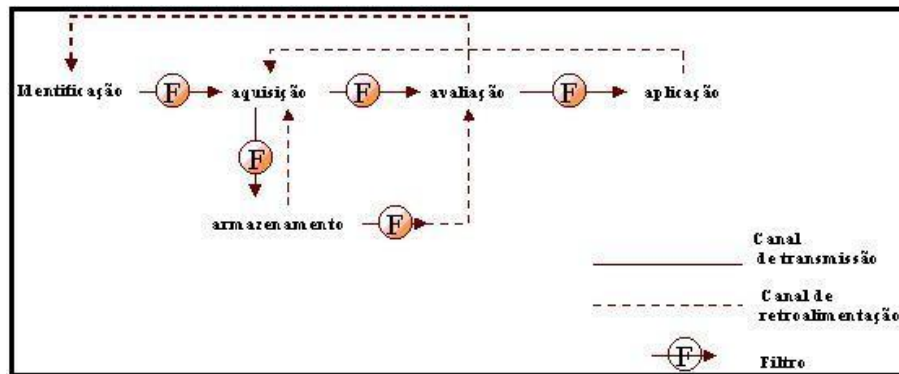 Identificação F aquisição F avaliação F aplicação
F
armazenamento F
Canal
de transmissão
Canal de
retroalimentação
F Filtro